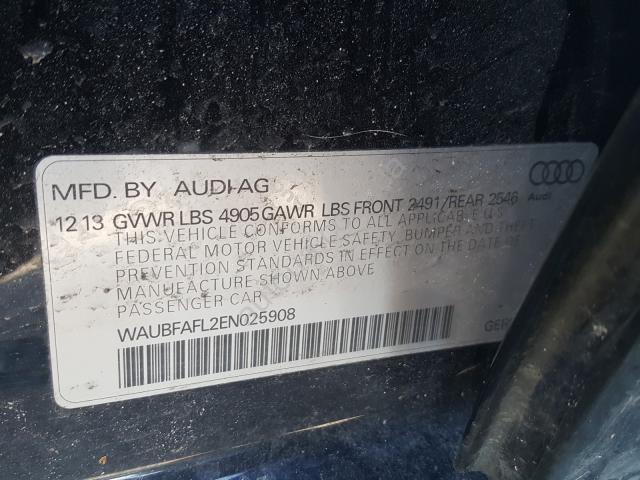 MFD. BY AUDI-AG
12 13 GVWR LBS 4905 GAWR LBS FRONT 2491/REAR 2546
Audi
THIS VEHICLE CONFORMS TO ALL APPLICABLE U.S.
FEDERAL MOTOR VEHICLE SAFETY, BUMPER AND THEFT
PREVENTION STANDARDS IN EFFECT ON THE DATE OF
MANUFACTURE SHOWN ABOVE
PASSENGER CAR
WAUBFAFL2EN025908
GER